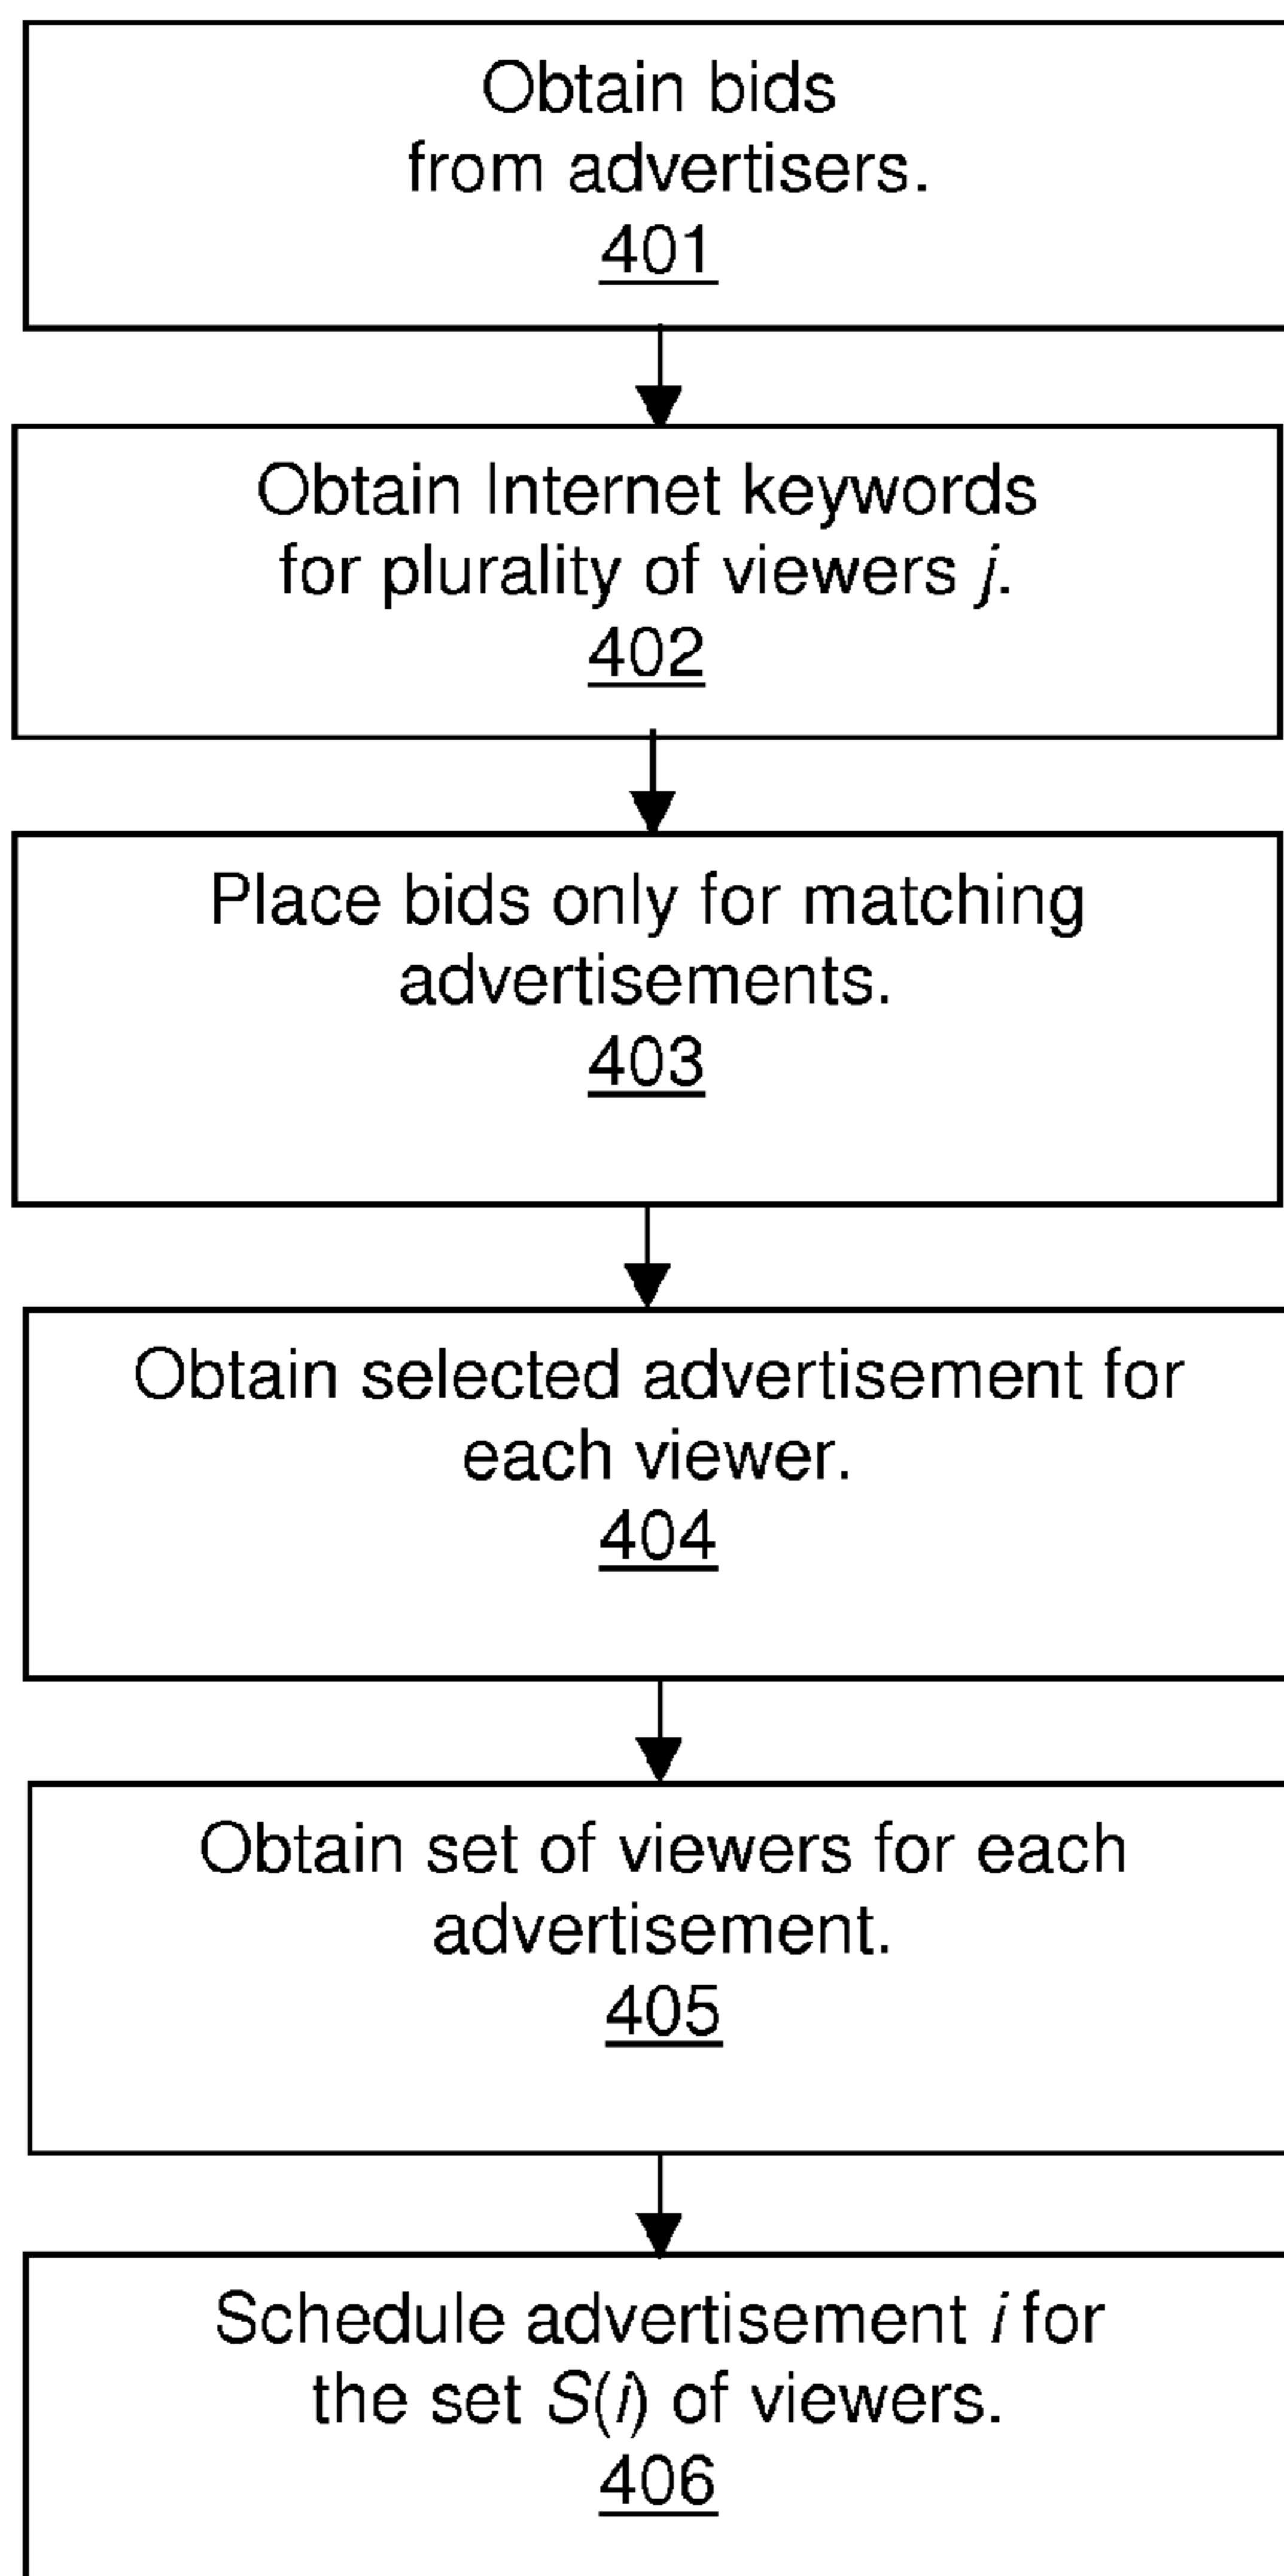 Obtain bids
from advertisers.
401
Obtain Internet keywords
for plurality of viewers j.
402
Place bids only for matching
advertisements.
403
Obtain selected advertisement for
each viewer.
404
Obtain set of viewers for each
advertisement.
405
Schedule advertisement i for
the set S(i) of viewers.
406